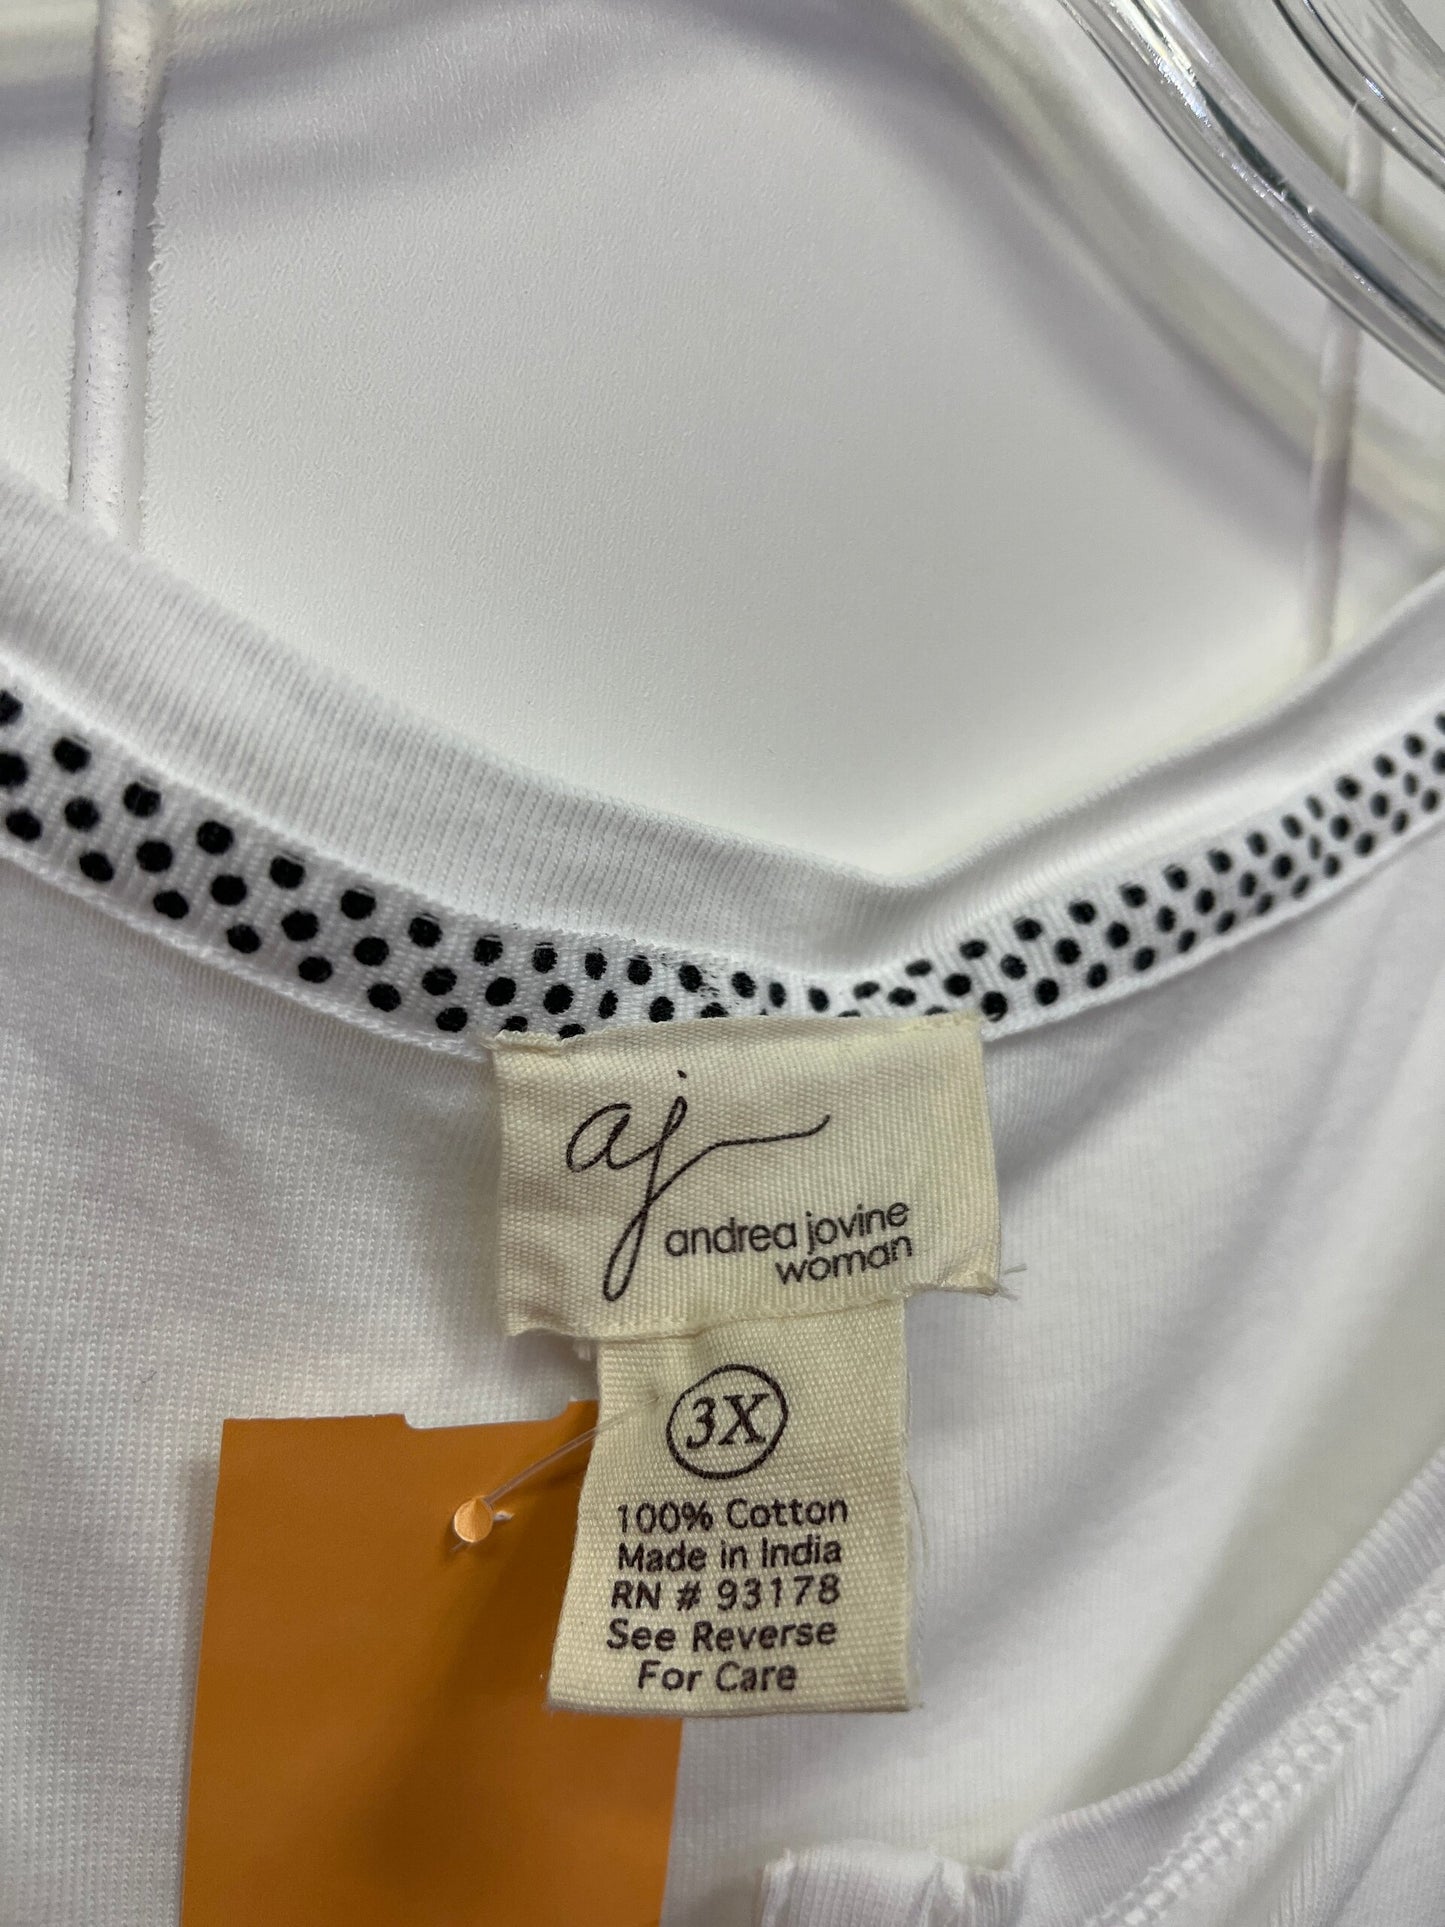 aj
andrea jovine
woman
3X
100% Cotton
Made in India
RN # 93178
See Reverse
For Care